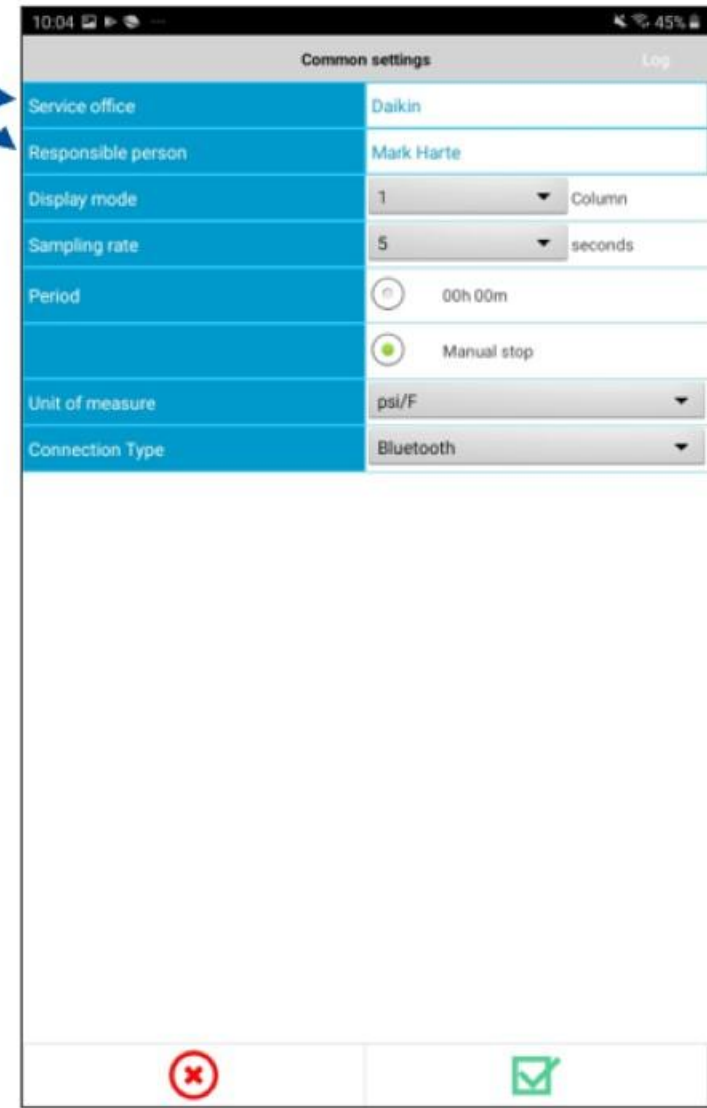 10:04 45%
Common settings Log
Service office Daikin
Responsible person Mark Harte
Display mode 1 Column
Sampling rate 5 seconds
Period 00h 00m
Manual stop
Unit of measure psi/F
Connection Type Bluetooth